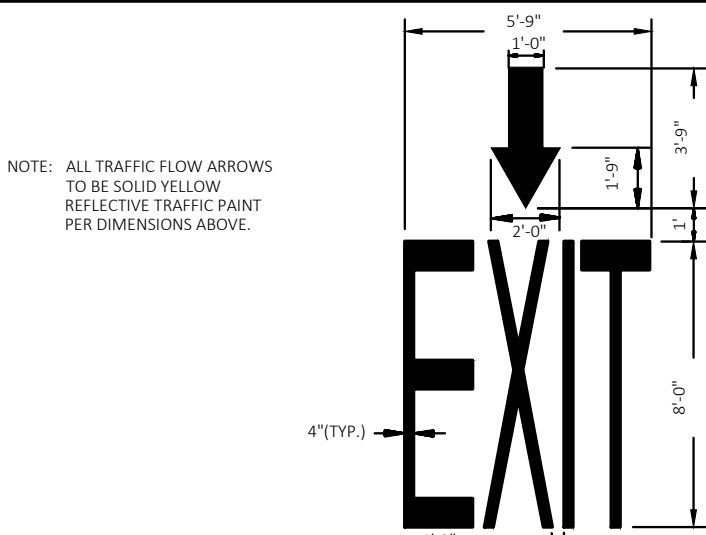 5'-9"
1'-0"
3'-9"
NOTE: ALL TRAFFIC FLOW ARROWS
TO BE SOLID YELLOW
REFLECTIVE TRAFFIC PAINT
PER DIMENSIONS ABOVE.
1'-9"
2'-0"
1'
EXIT
8'-0"
4"(TYP.)